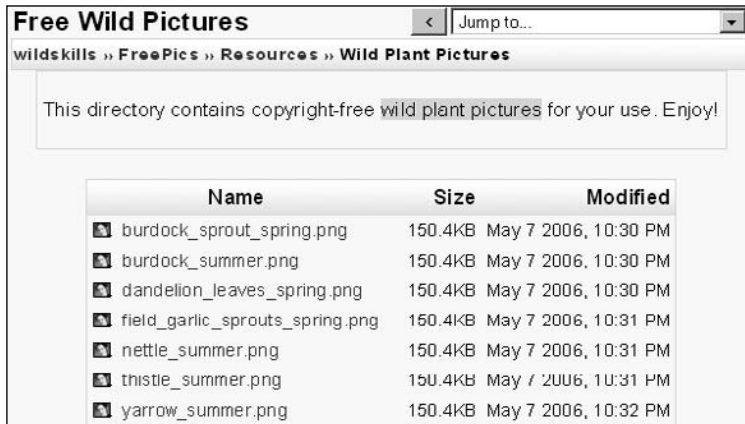 Free Wild Pictures
< Jump to...
wildskills » FreePics » Resources » Wild Plant Pictures
This directory contains copyright-free wild plant pictures for your use. Enjoy!
Name Size Modified
burdock_sprout_spring.png 150.4KB May 7 2006, 10:30 PM
burdock_summer.png 150.4KB May 7 2006, 10:30 PM
dandelion_leaves_spring.png 150.4KB May 7 2006, 10:30 PM
field_garlic_sprouts_spring.png 150.4KB May 7 2006, 10:31 PM
nettle_summer.png 150.4KB May 7 2006, 10:31 PM
thistle_summer.png 150.4KB May 7 2006, 10:31 PM
yarrow_summer.png 150.4KB May 7 2006, 10:32 PM